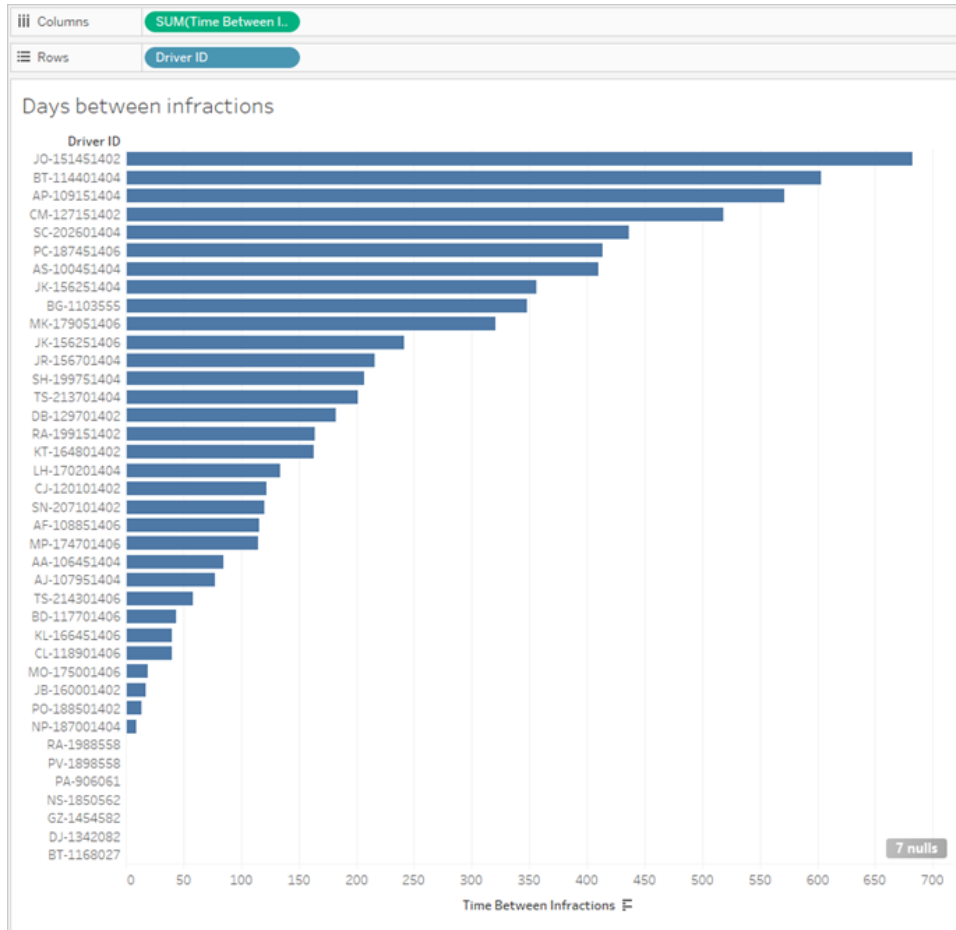 Columns SUM(Time Between I..
Rows Driver ID
Days between infractions
Driver ID
JO-151451402
BT-114401404
AP-109151404
CM-127151402
SC-202601404
PC-187451406
AS-100451404
JK-156251404
BG-1103555
MK-179051406
JK-156251406
JR-156701404
SH-199751404
TS-213701404
DB-129701402
RA-199151402
KT-164801402
LH-170201404
CJ-120101402
SN-207101402
AF-108851406
MP-174701406
AA-106451404
AJ-107951404
TS-214301406
BD-117701406
KL-166451406
CL-118901406
MO-175001406
JB-160001402
PO-188501402
NP-187001404
RA-1988558
PV-1898558
PA-906061
NS-1850562
GZ-1454582
DJ-1342082
BT-1168027
7 nulls
0 50 100 150 200 250 300 350 400 450 500 550 600 650 700
Time Between Infractions